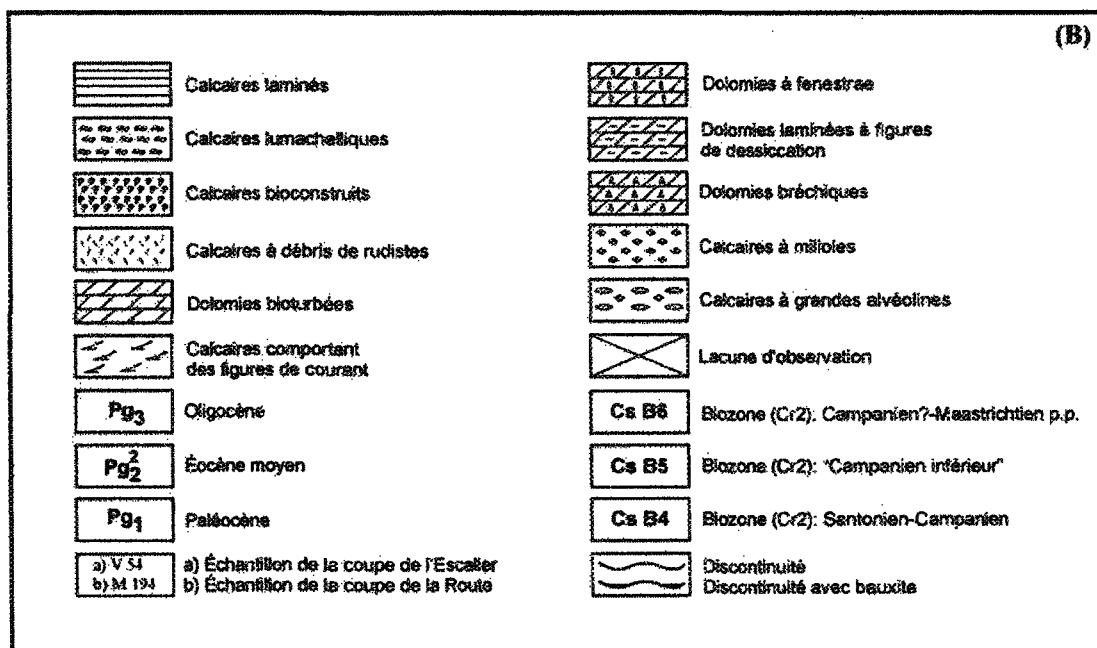 (B)
Calcaires laminés
Calcaires lumachelliques
Calcaires bioconstruits
Calcaires à débris de rudistes
Dolomies bioturbées
Calcaires comportant
des figures de courant
Pg3 Oligocène
Pg2² Éocène moyen
Pg1 Paléocène
a) V 54 a) Échantillon de la coupe de l'Escalier
b) M 194 b) Échantillon de la coupe de la Route
Dolomies à fenestrae
Dolomies laminées à figures
de dessiccation
Dolomies bréchiques
Calcaires à milioles
Calcaires à grandes alvéolines
Lacune d'observation
Cs B6 Biozone (Cr2): Campanien?-Maastrichtien p.p.
Cs B5 Biozone (Cr2): "Campanien inférieur"
Cs B4 Biozone (Cr2): Santonien-Campanien
Discontinuité
Discontinuité avec bauxite